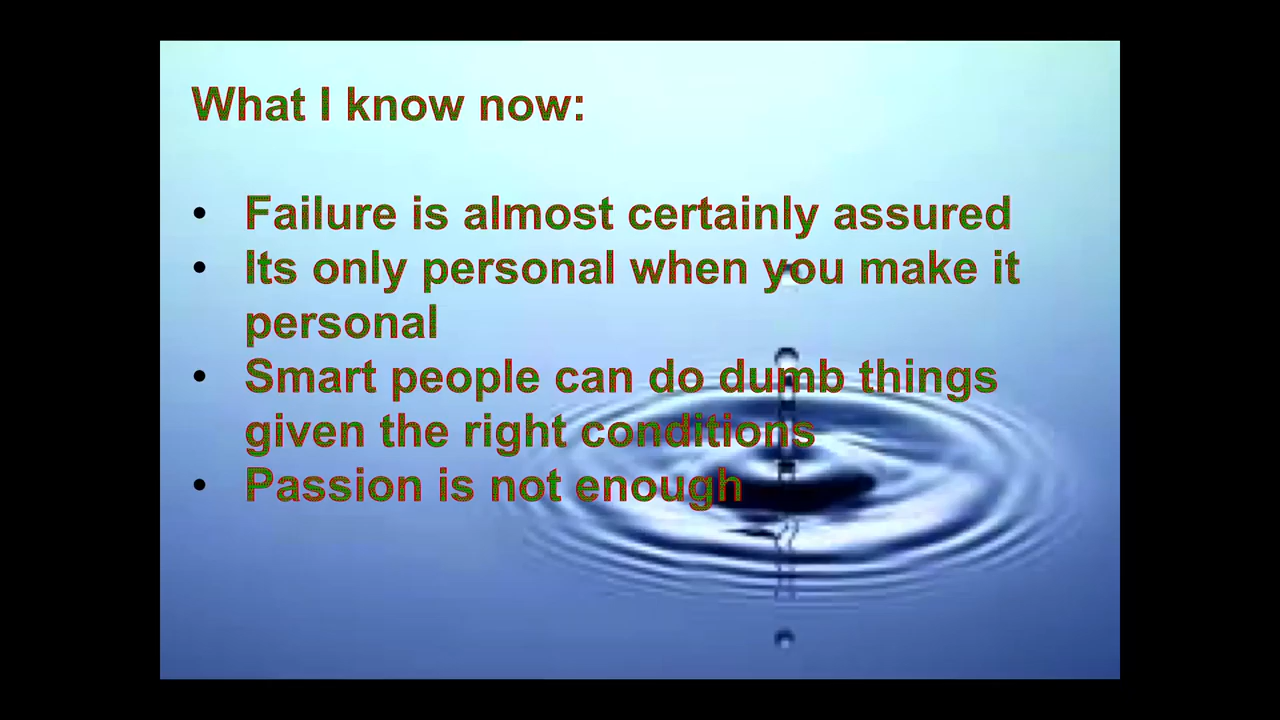 What I know now:
• Failure is almost certainly assured
• Its only personal when you make it
personal
• Smart people can do dumb things
given the right conditions
• Passion is not enough